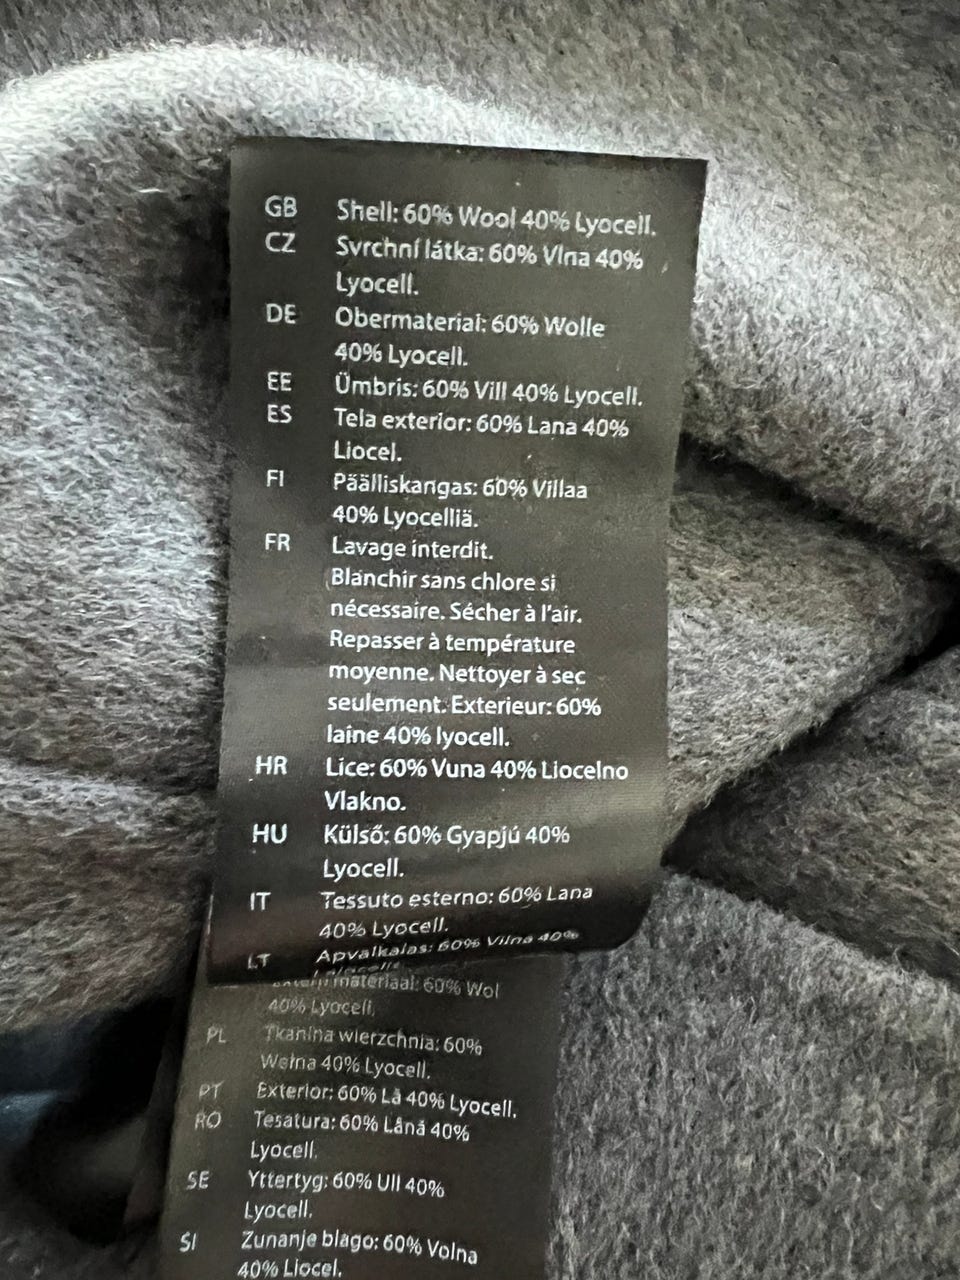 GB Shell: 60% Wool 40% Lyocell.
CZ Svrchní látka: 60% Vlna 40%
Lyocell.
DE Obermaterial: 60% Wolle
40% Lyocell.
EE Ümbris: 60% Vill 40% Lyocell.
ES Tela exterior: 60% Lana 40%
Liocel.
FI Päälliskangas: 60% Villaa
40% Lyocelliä.
FR Lavage interdit.
Blanchir sans chlore si
nécessaire. Sécher à l'air.
Repasser à température
moyenne. Nettoyer à sec
seulement. Exterieur: 60%
laine 40% lyocell.
HR Lice: 60% Vuna 40% Liocelno
Vlakno.
HU Külső: 60% Gyapjú 40%
Lyocell.
IT Tessuto esterno: 60% Lana
40% Lyocell.
LT Apvalkalas: 60% Vilna 40%
materiaal: 60% Wol
40% Lyocell.
PL Tkanina wierzchnia: 60%
Wełna 40% Lyocell.
PT Exterior: 60% Lã 40% Lyocell.
RO Tesatura: 60% Lână 40%
Lyocell.
SE Yttertyg: 60% Ull 40%
Lyocell.
SI Zunanje blago: 60% Volna
40% Liocel.